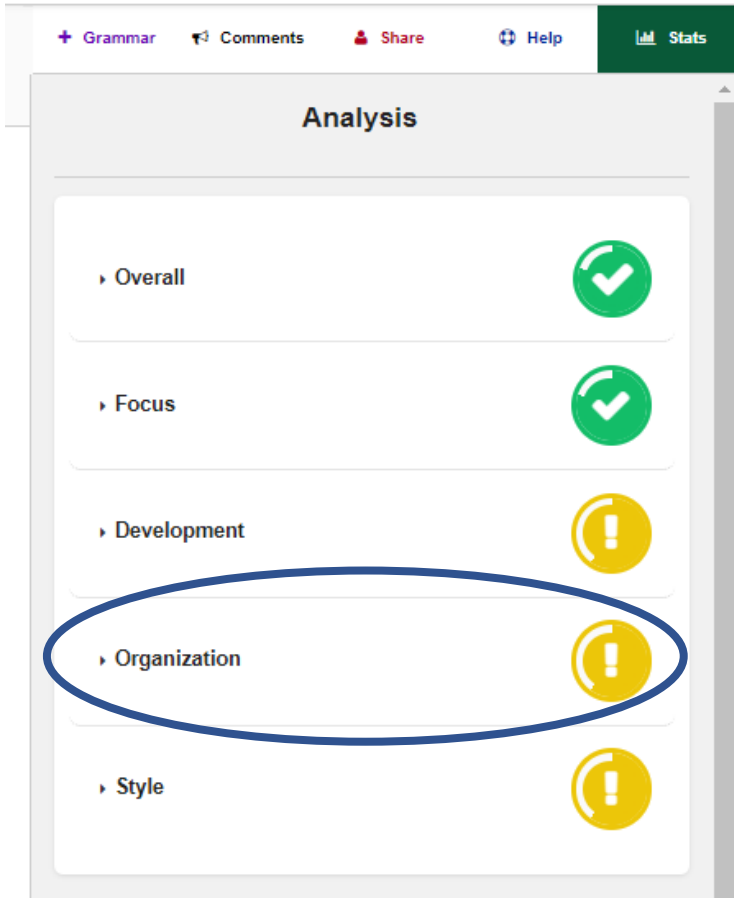 Grammar Comments Share Help Stats
Analysis
Overall
Focus
Development
Organization
Style